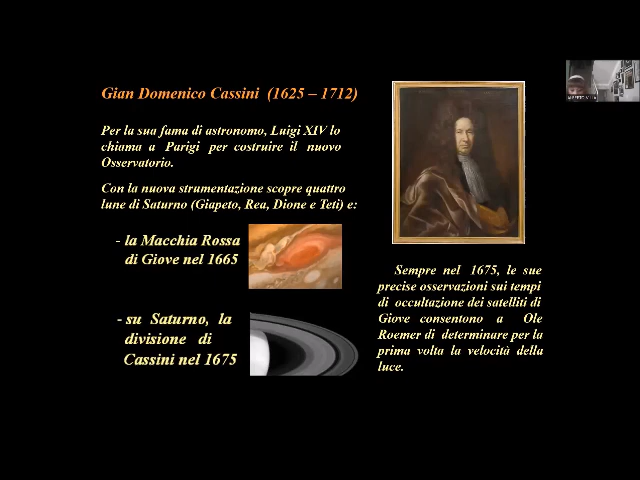 Gian Domenico Cassini (1625 – 1712)
Per la sua fama di astronomo, Luigi XIV lo
chiama a Parigi per costruire il nuovo
Osservatorio.
Con la nuova strumentazione scopre quattro
lune di Saturno (Giapeto, Rea, Dione e Teti) e:
- la Macchia Rossa
di Giove nel 1665
- su Saturno, la
divisione di
Cassini nel 1675
Sempre nel 1675, le sue
precise osservazioni sui tempi
di occultazione dei satelliti di
Giove consentono a Ole
Roemer di determinare per la
prima volta la velocità della
luce.